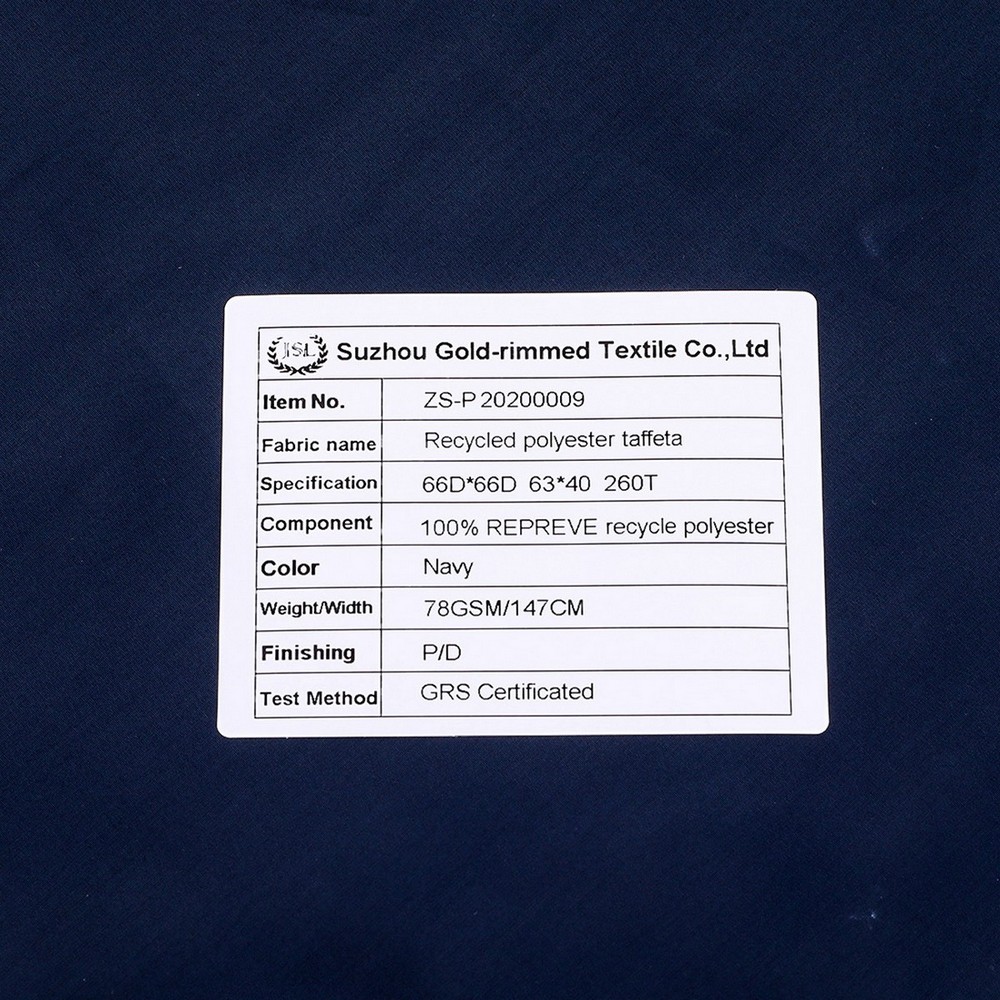 JSL Suzhou Gold-rimmed Textile Co.,Ltd
Item No. ZS-P 20200009
Fabric name Recycled polyester taffeta
Specification 66D*66D 63*40 260T
Component 100% REPREVE recycle polyester
Color Navy
Weight/Width 78GSM/147CM
Finishing P/D
Test Method GRS Certificated